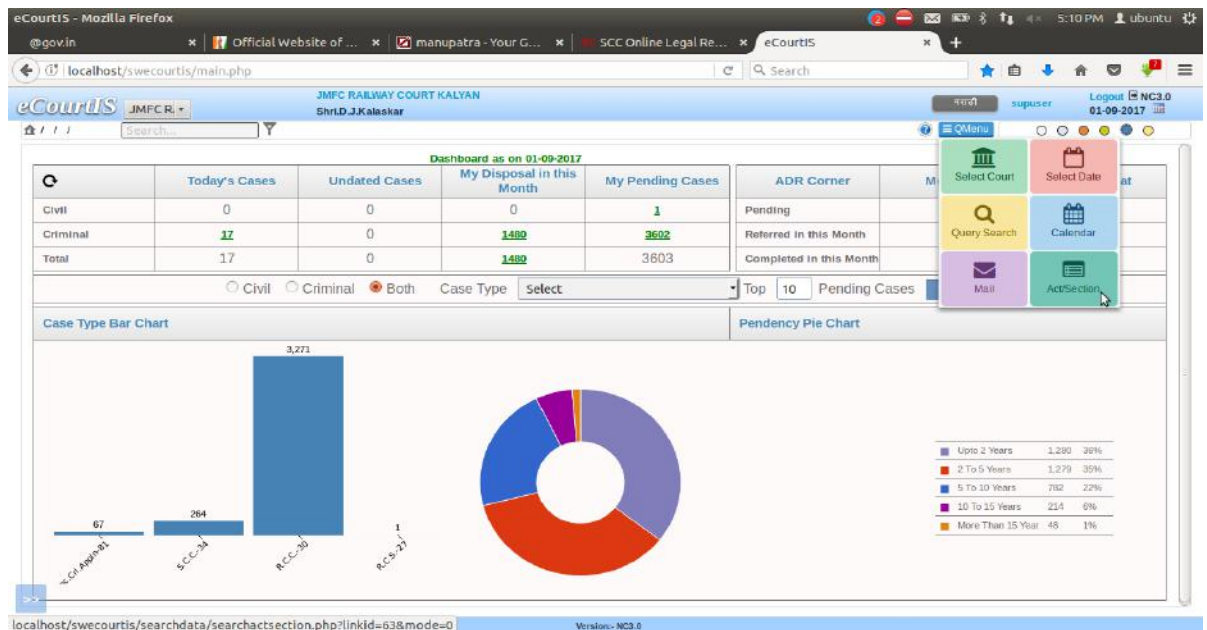 eCourtIS - Mozilla Firefox 2 5:10 PM ubuntu
@gov.in × Official Website of ... × manupatra - Your G... × SCC Online Legal Re... × eCourtIS × +
localhost/swecourtis/main.php Search 2
eCourtIS JMFC R. JMFC RAILWAY COURT KALYAN मराठी supuser Logout NC3.0
Shri.D.J.Kalaskar 01-09-2017
/ / / Search... QMenu
Dashboard as on 01-09-2017
Today's Cases Undated Cases My Disposal in this Month My Pending Cases ADR Corner at
Civil 0 0 0 1 Pending
Criminal 17 0 1480 3602 Referred in this Month
Total 17 0 1480 3603 Completed in this Month
Select Court Select Date
Query Search Calendar
Mail Act/Section
Civil Criminal Both Case Type Select Top 10 Pending Cases
Case Type Bar Chart Pendency Pie Chart
3,271
264
67
1
S.C.C.-34
R.C.C.-30
R.C.S.-27
Upto 2 Years 1,280 36%
2 To 5 Years 1,279 35%
5 To 10 Years 782 22%
10 To 15 Years 214 6%
More Than 15 Year 48 1%
>>
localhost/swecourtis/searchdata/searchactsection.php?linkid=63&mode=0 Version:- NC3.0